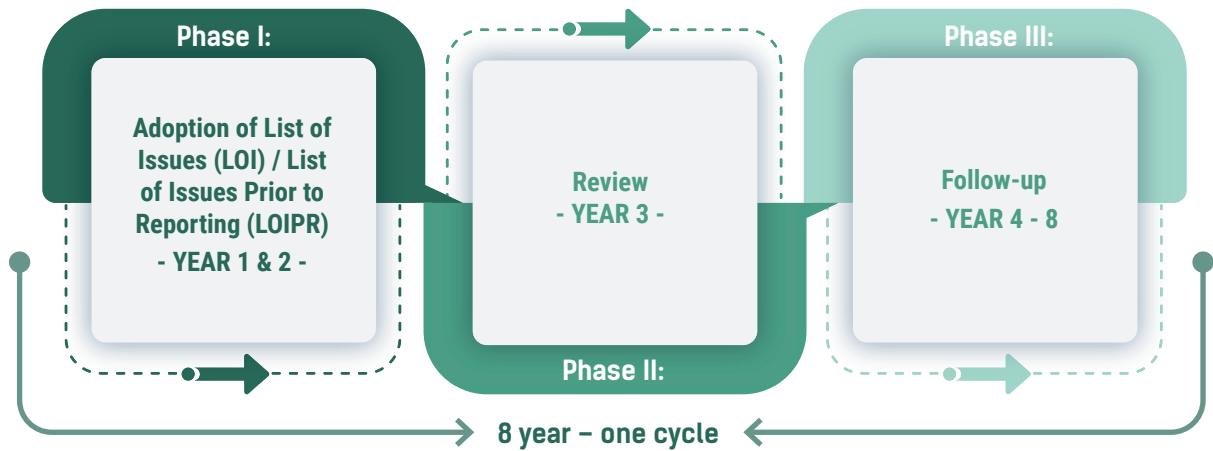 Phase I:
Adoption of List of
Issues (LOI) / List
of Issues Prior to
Reporting (LOIPR)
- YEAR 1 & 2 -
Review
- YEAR 3 -
Phase II:
Phase III:
Follow-up
- YEAR 4 - 8
8 year – one cycle